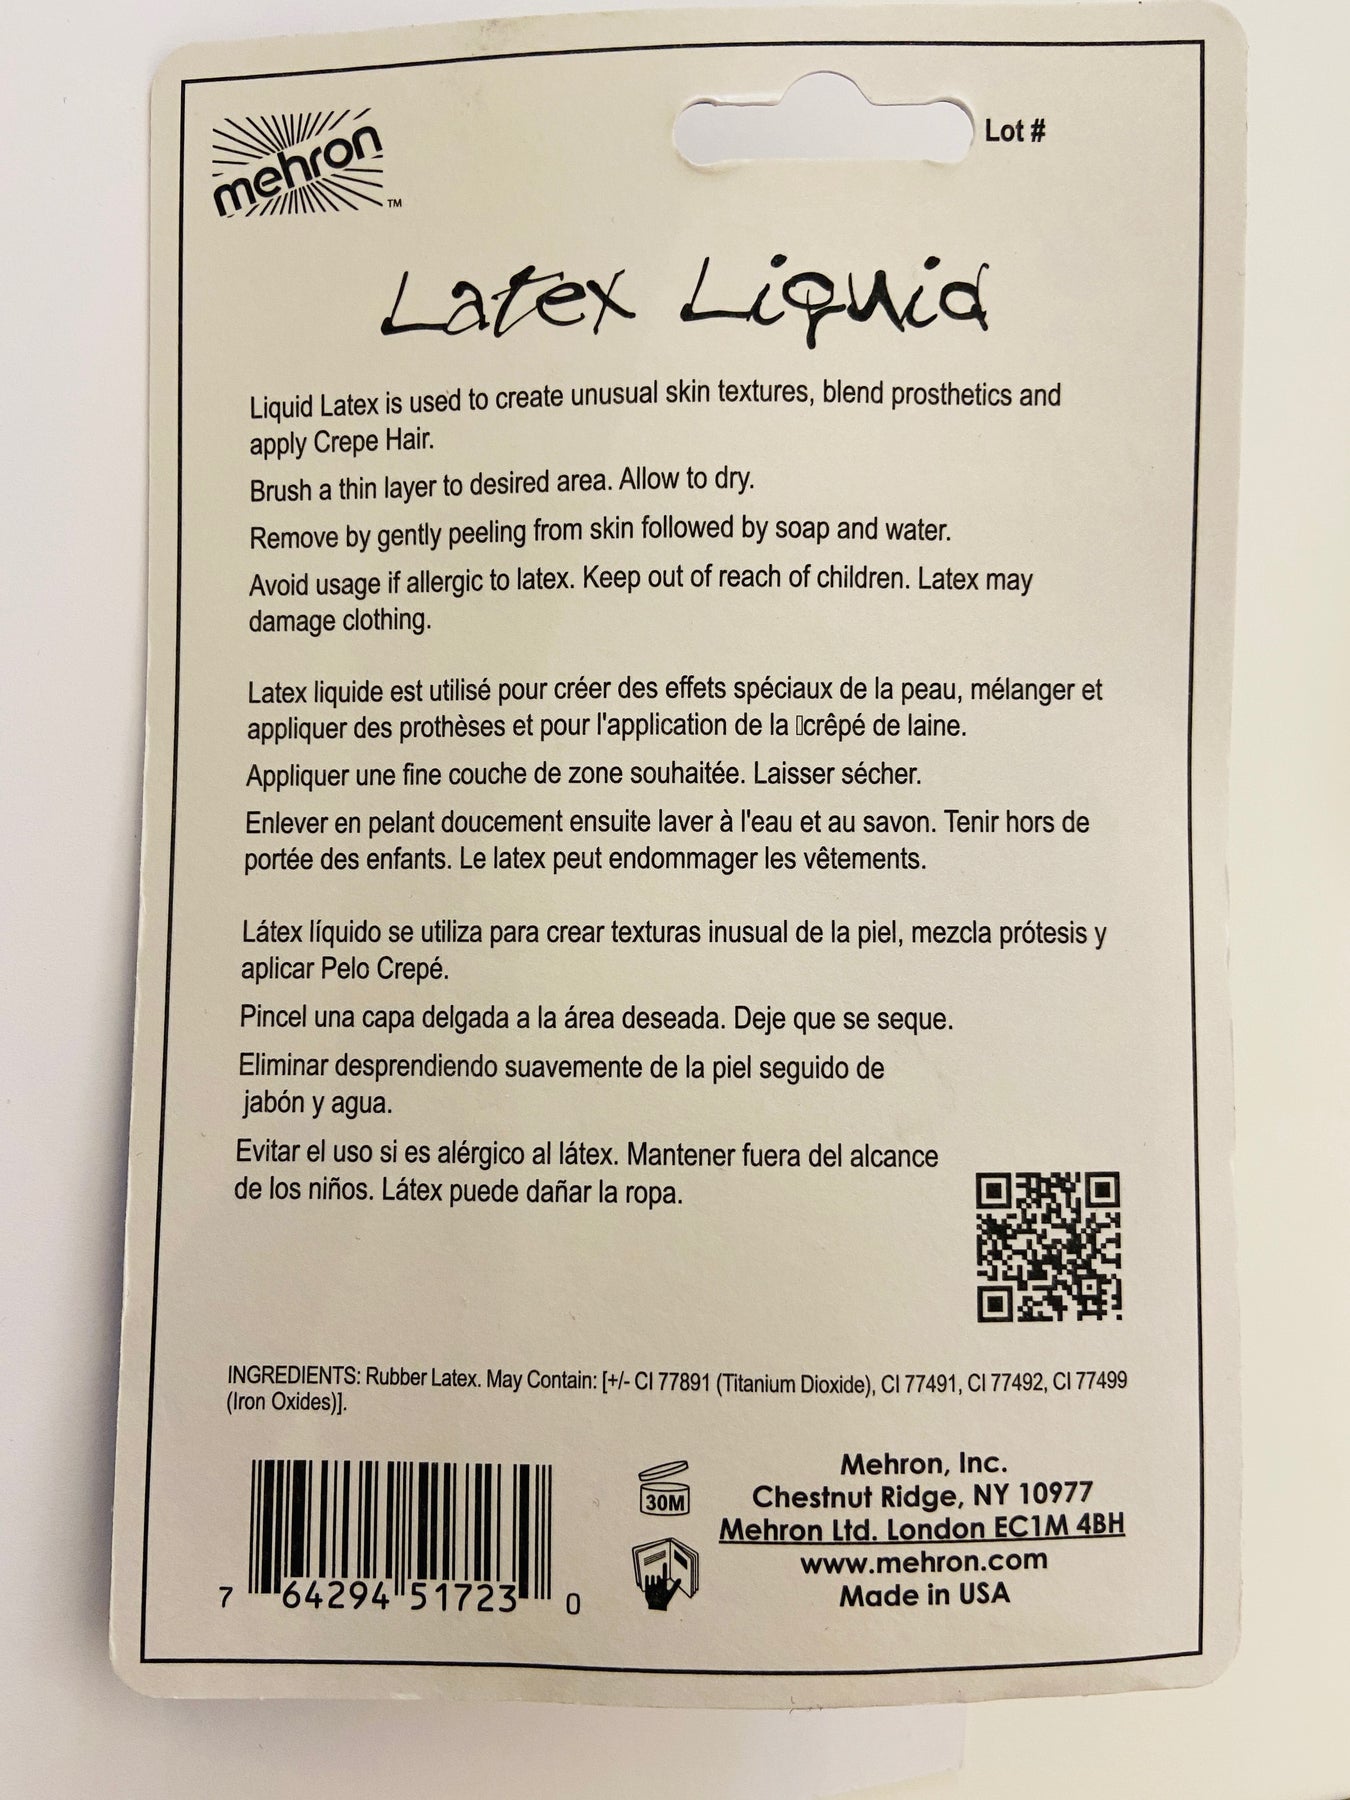 mehron™
Lot #
Latex Liquid
Liquid Latex is used to create unusual skin textures, blend prosthetics and
apply Crepe Hair.
Brush a thin layer to desired area. Allow to dry.
Remove by gently peeling from skin followed by soap and water.
Avoid usage if allergic to latex. Keep out of reach of children. Latex may
damage clothing.
Latex liquide est utilisé pour créer des effets spéciaux de la peau, mélanger et
appliquer des prothèses et pour l'application de la ▯crêpé de laine.
Appliquer une fine couche de zone souhaitée. Laisser sécher.
Enlever en pelant doucement ensuite laver à l'eau et au savon. Tenir hors de
portée des enfants. Le latex peut endommager les vêtements.
Látex líquido se utiliza para crear texturas inusual de la piel, mezcla prótesis y
aplicar Pelo Crepé.
Pincel una capa delgada a la área deseada. Deje que se seque.
Eliminar desprendiendo suavemente de la piel seguido de
jabón y agua.
Evitar el uso si es alérgico al látex. Mantener fuera del alcance
de los niños. Látex puede dañar la ropa.
INGREDIENTS: Rubber Latex. May Contain: [+/- CI 77891 (Titanium Dioxide), CI 77491, CI 77492, CI 77499
(Iron Oxides)].
7 64294 51723 0
30M
Mehron, Inc.
Chestnut Ridge, NY 10977
Mehron Ltd. London EC1M 4BH
www.mehron.com
Made in USA